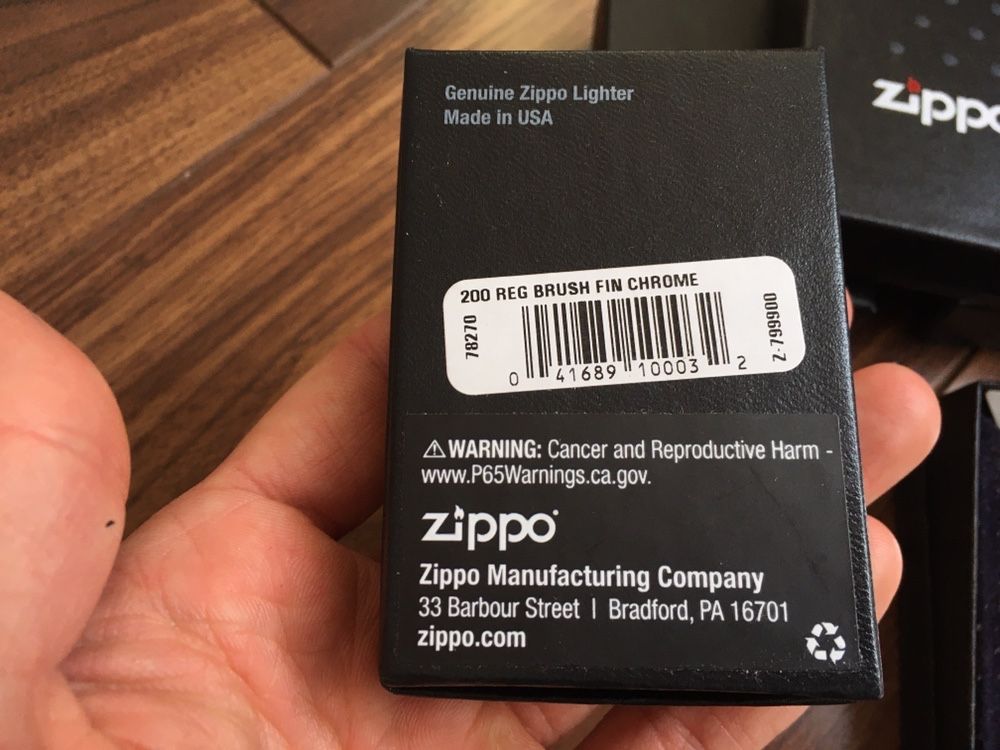 Genuine Zippo Lighter
Made in USA
zippo
200 REG BRUSH FIN CHROME
78270
Z-799900
0 41689 10003 2
⚠WARNING: Cancer and Reproductive Harm -
www.P65Warnings.ca.gov.
zippo
Zippo Manufacturing Company
33 Barbour Street | Bradford, PA 16701
zippo.com